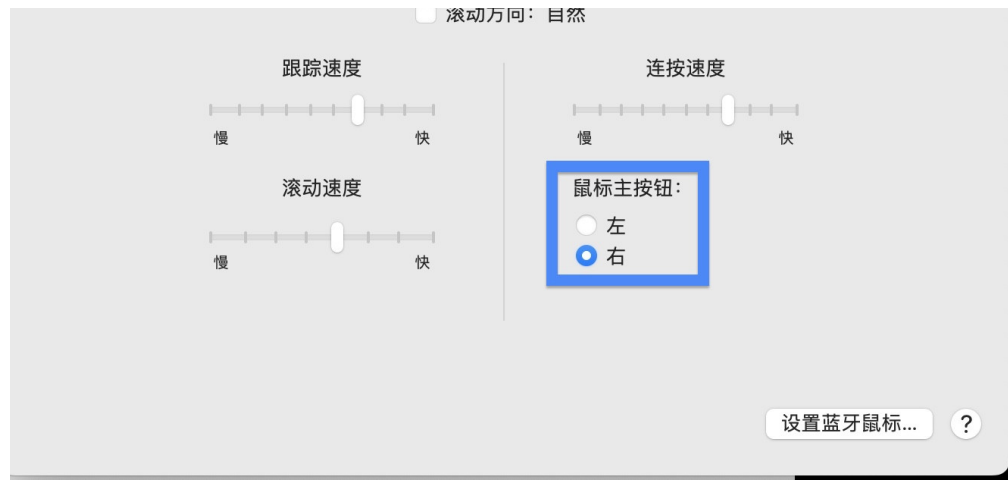 滚动方向：自然
跟踪速度
慢 快
连按速度
慢 快
滚动速度
慢 快
鼠标主按钮：
左
右
设置蓝牙鼠标...
?